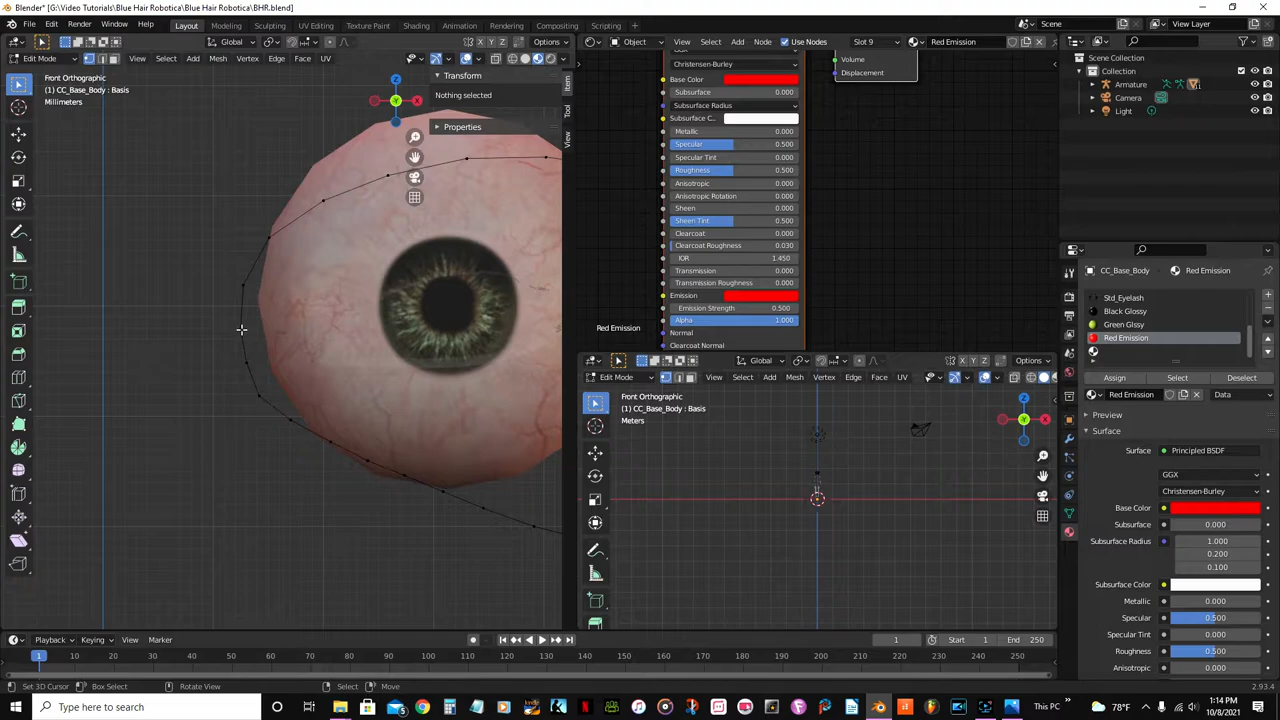 Blender* [G:\Video Tutorials\Blue Hair Robotica\Blue Hair Robotica\BHR.blend]
File Edit Render Window Help Layout Modeling Sculpting UV Editing Texture Paint Shading Animation Rendering Compositing Scripting Scene View Layer
Global X Y Z Options
Object View Select Add Node Use Nodes Slot 9 Red Emission
Edit Mode View Select Add Mesh Vertex Edge Face UV
Front Orthographic
(1) CC_Base_Body : Basis
Millimeters
Transform
Nothing selected
Properties
Item
Tool
View
Y
Christensen-Burley
Base Color
Subsurface 0.000
Subsurface Radius
Subsurface C...
Metallic 0.000
Specular 0.500
Specular Tint 0.000
Roughness 0.500
Anisotropic 0.000
Anisotropic Rotation 0.000
Sheen 0.000
Sheen Tint 0.500
Clearcoat 0.000
Clearcoat Roughness 0.030
IOR 1.450
Transmission 0.000
Transmission Roughness 0.000
Emission
Emission Strength 0.500
Alpha 1.000
Normal
Clearcoat Normal
Red Emission
Volume
Displacement
Global X Y Z Options
Edit Mode View Select Add Mesh Vertex Edge Face UV
Front Orthographic
(1) CC_Base_Body : Basis
Meters
Z
Y
X
Collection
Armature
Camera
Light
CC_Base_Body Red Emission
Std_Eyelash
Black Glossy
Green Glissy
Red Emission
Assign Select Deselect
Red Emission Data
Preview
Surface
Surface Principled BSDF
GGX
Christensen-Burley
Base Color
Subsurface 0.000
Subsurface Radius 1.000
0.200
0.100
Subsurface Color
Metallic 0.000
Specular 0.500
Specular Tint 0.000
Roughness 0.500
Anisotropic 0.000
Playback Keying View Marker 1 Start 1 End 250
1 10 20 30 40 50 60 70 80 90 100 110 120 130 140 150 160 170 180 190 200 210 220 230 240 250
Set 3D Cursor Box Select Rotate View Select Move 2.93.4
Type here to search This PC 78°F 1:14 PM
10/8/2021